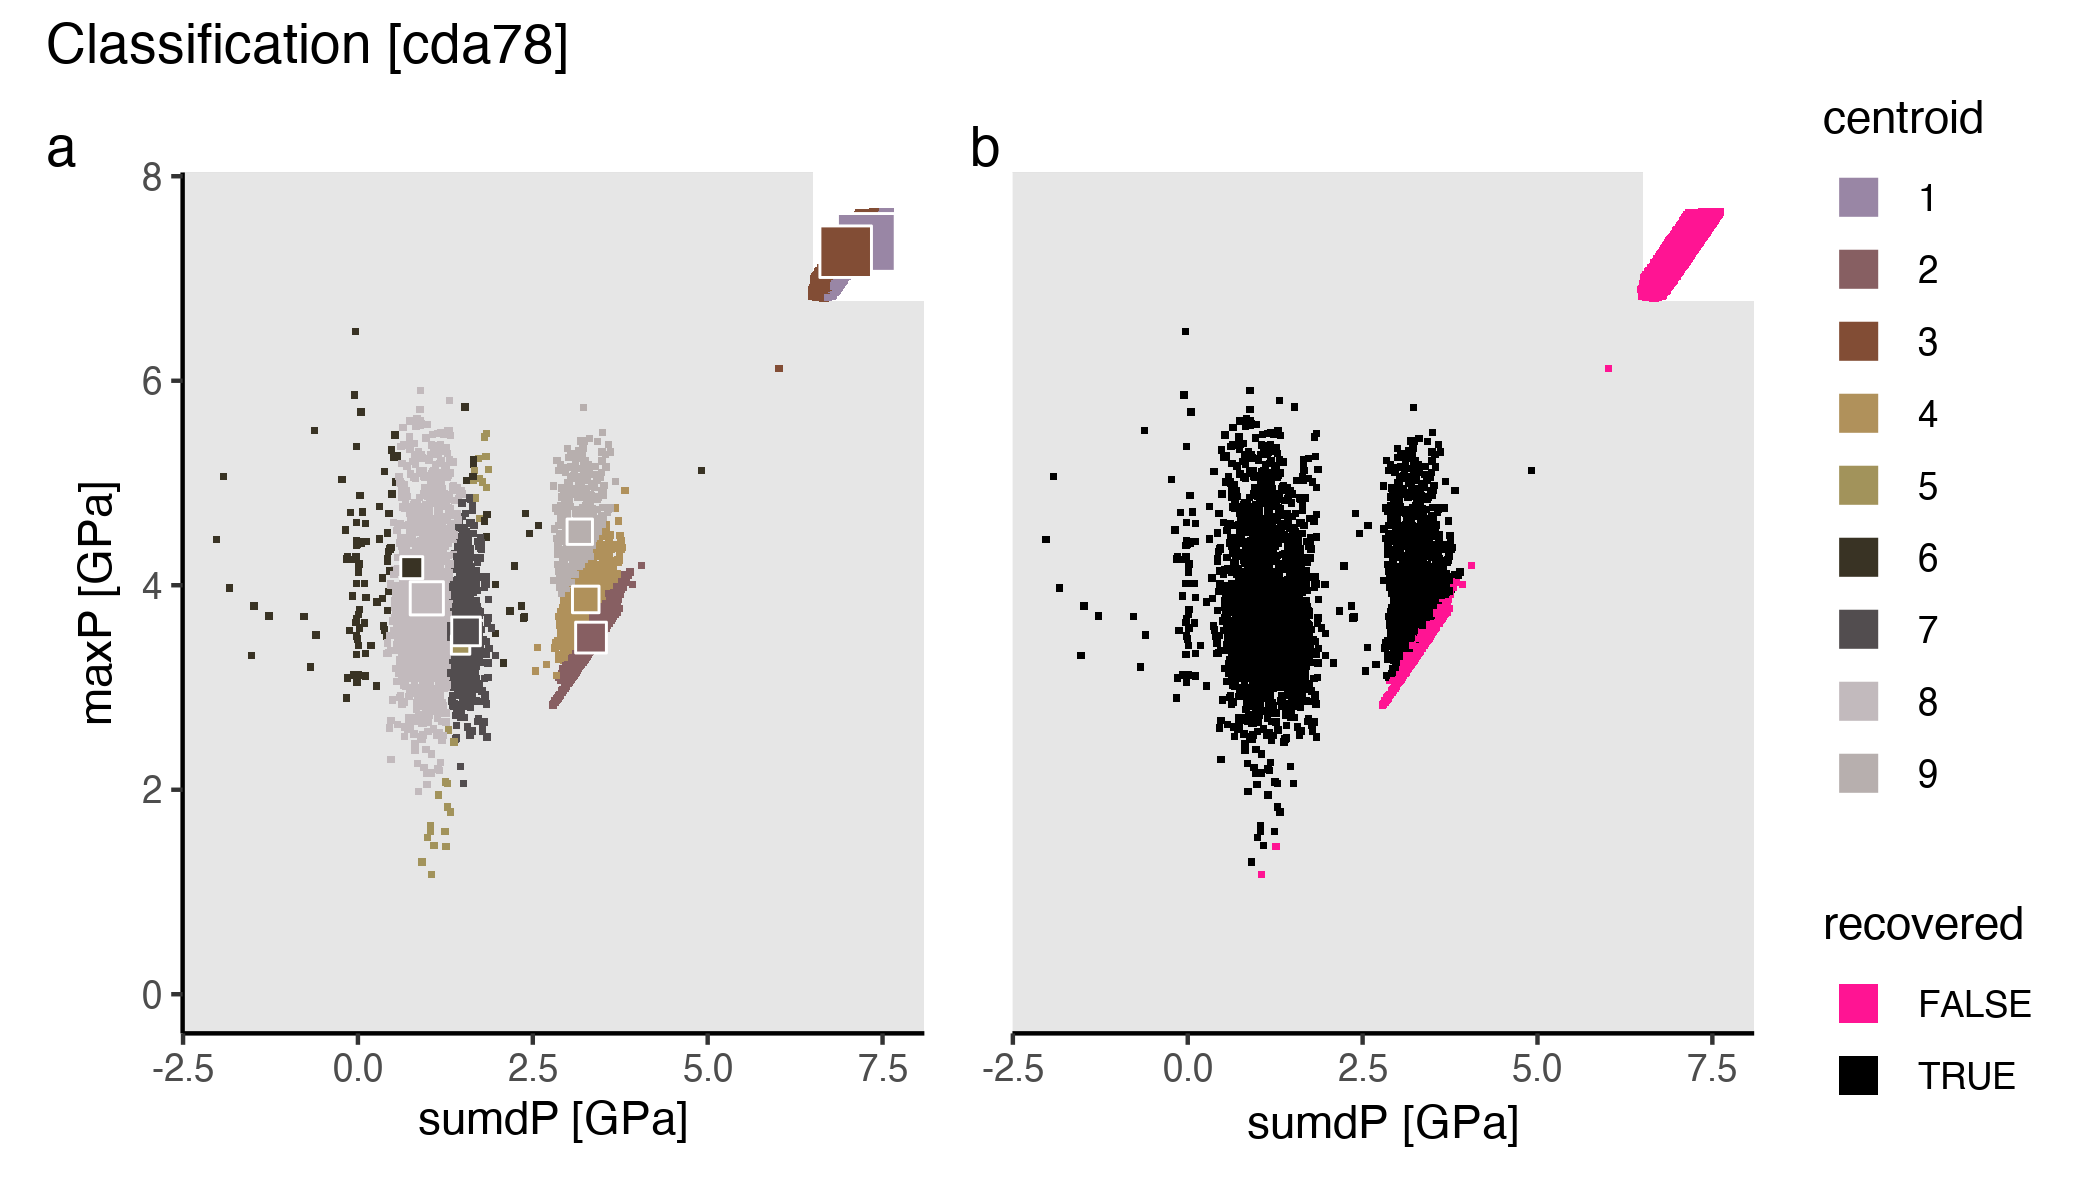 Classification [cda78]
a
b
8
6
4
2
0
maxP [GPa]
-2.5 0.0 2.5 5.0 7.5
sumdP [GPa]
-2.5 0.0 2.5 5.0 7.5
sumdP [GPa]
centroid
1
2
3
4
5
6
7
8
9
recovered
FALSE
TRUE